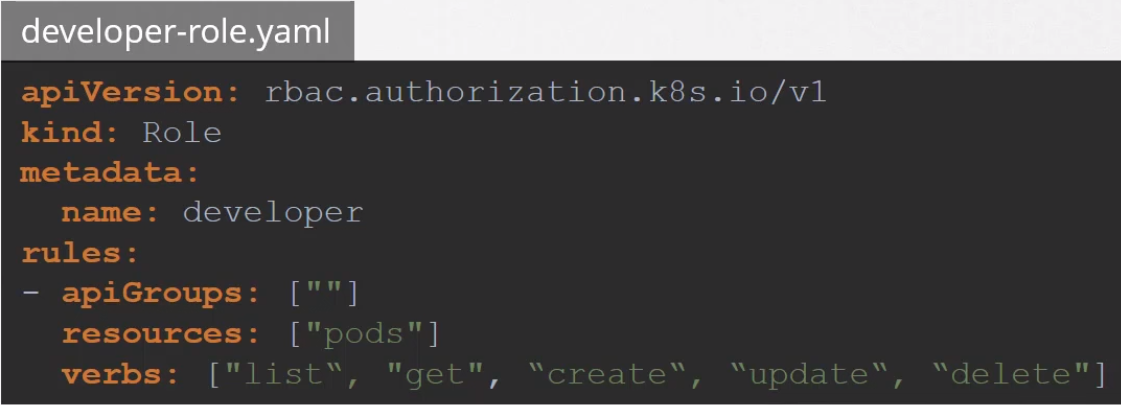 developer-role.yaml
apiVersion: rbac.authorization.k8s.io/v1
kind: Role
metadata:
  name: developer
rules:
- apiGroups: [""]
  resources: ["pods"]
  verbs: ["list“, "get", “create“, “update“, “delete"]